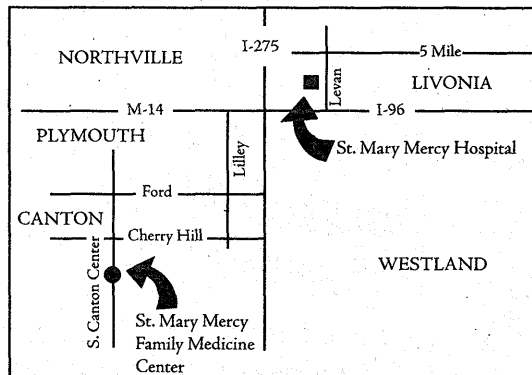 I-275
NORTHVILLE
5 Mile
Levan
LIVONIA
M-14
I-96
PLYMOUTH
Lilley
St. Mary Mercy Hospital
Ford
CANTON
Cherry Hill
S. Canton Center
WESTLAND
St. Mary Mercy
Family Medicine
Center